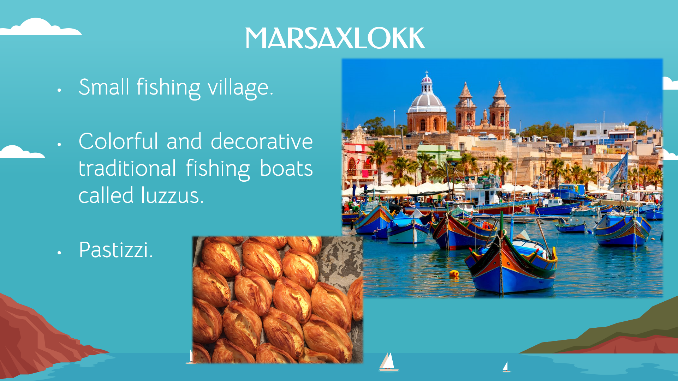 MARSAXLOKK
• Small fishing village.
• Colorful and decorative
traditional fishing boats
called luzzus.
• Pastizzi.